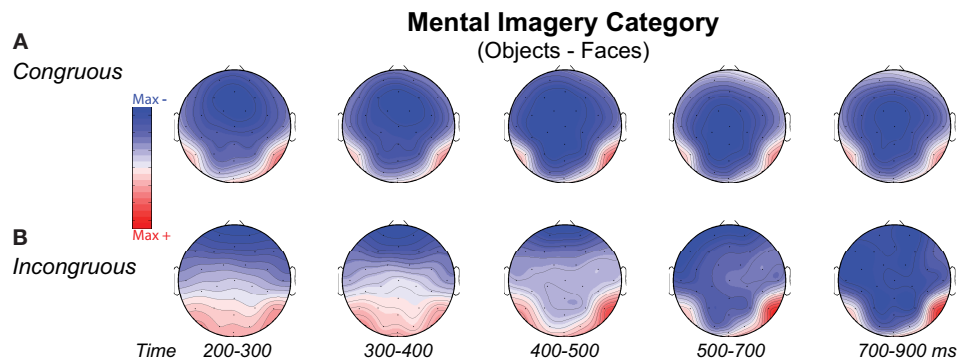 Mental Imagery Category
(Objects - Faces)
A
Congruous
Max -
Max +
B
Incongruous
Time 200-300 300-400 400-500 500-700 700-900 ms